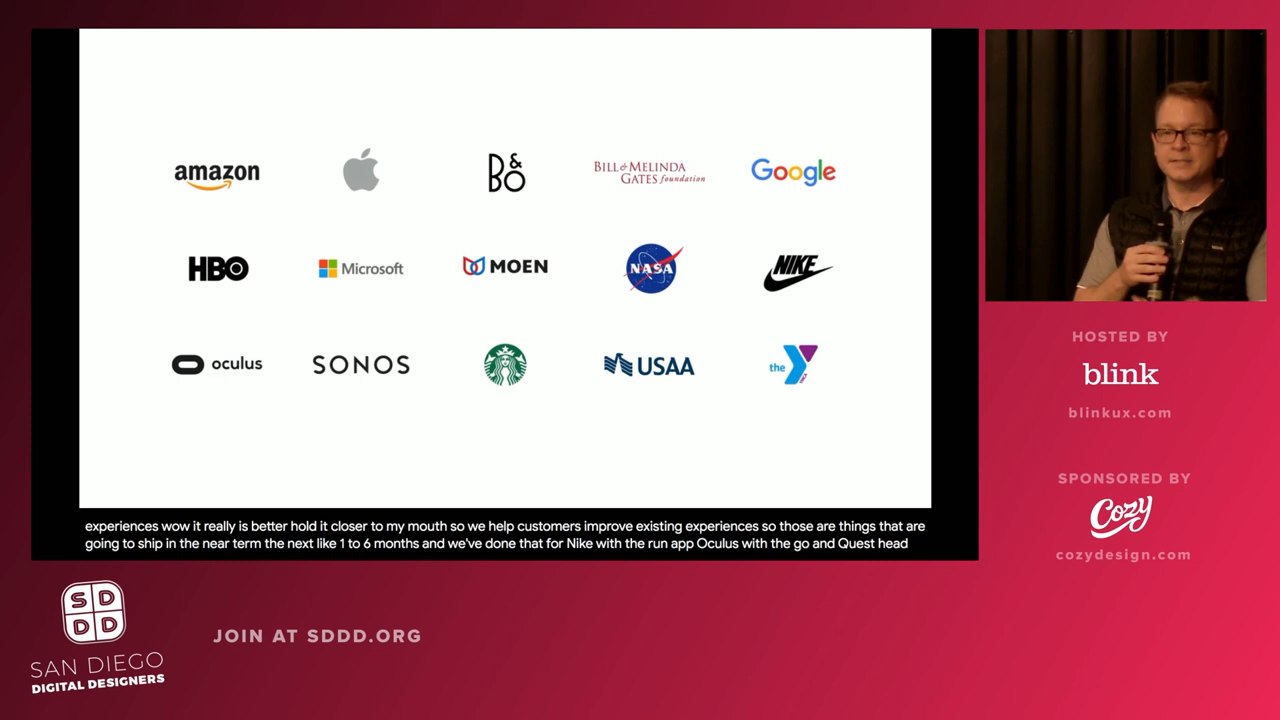 amazon
B&O
BILL & MELINDA
GATES foundation
Google
HBO
Microsoft
MOEN
NASA
NIKE
oculus
SONOS
USAA
the Y
experiences wow it really is better hold it closer to my mouth so we help customers improve existing experiences so those are things that are
going to ship in the near term the next like 1 to 6 months and we've done that for Nike with the run app Oculus with the go and Quest head
HOSTED BY
blink
blinkux.com
SPONSORED BY
Cozy
cozydesign.com
SD
DD
SAN DIEGO
DIGITAL DESIGNERS
JOIN AT SDDD.ORG